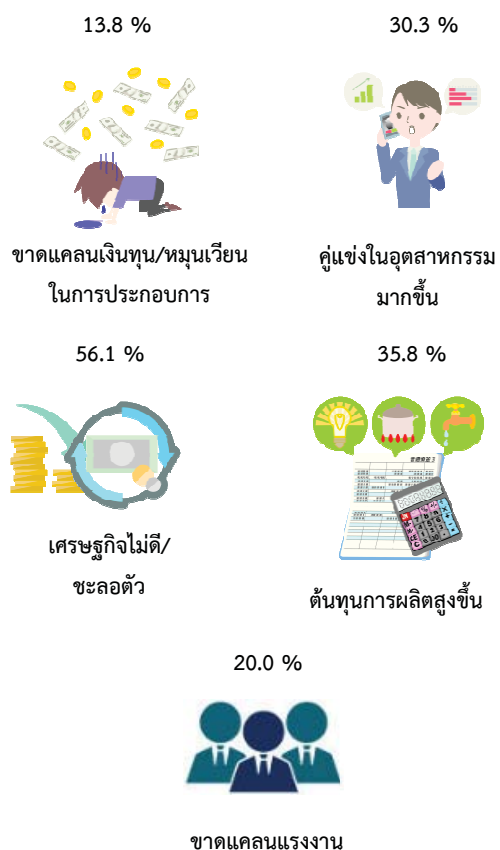 13.8 %
30.3 %
ขาดแคลนเงินทุน/หมุนเวียน
ในการประกอบการ
คู่แข่งในอุตสาหกรรม
มากขึ้น
56.1 %
35.8 %
เศรษฐกิจไม่ดี/
ชะลอตัว
ต้นทุนการผลิตสูงขึ้น
20.0 %
ขาดแคลนแรงงาน